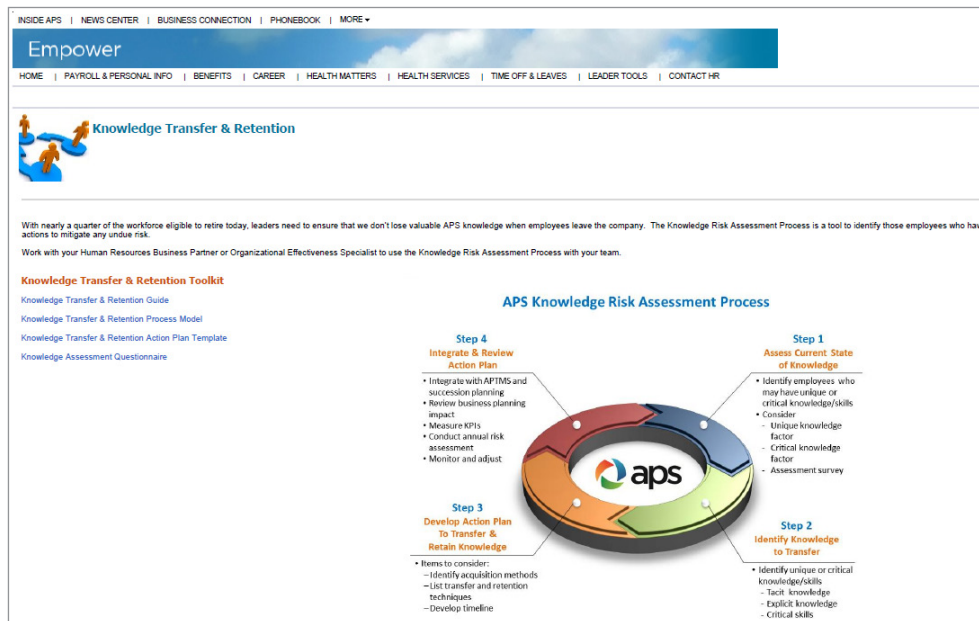 INSIDE APS | NEWS CENTER | BUSINESS CONNECTION | PHONEBOOK | MORE
Empower
HOME | PAYROLL & PERSONAL INFO | BENEFITS | CAREER | HEALTH MATTERS | HEALTH SERVICES | TIME OFF & LEAVES | LEADER TOOLS | CONTACT HR
Knowledge Transfer & Retention
With nearly a quarter of the workforce eligible to retire today, leaders need to ensure that we don't lose valuable APS knowledge when employees leave the company. The Knowledge Risk Assessment Process is a tool to identify those employees who hav
actions to mitigate any undue risk.
Work with your Human Resources Business Partner or Organizational Effectiveness Specialist to use the Knowledge Risk Assessment Process with your team.
Knowledge Transfer & Retention Toolkit
Knowledge Transfer & Retention Guide
Knowledge Transfer & Retention Process Model
Knowledge Transfer & Retention Action Plan Template
Knowledge Assessment Questionnaire
APS Knowledge Risk Assessment Process
Step 4
Integrate & Review
Action Plan
• Integrate with APTMS and
succession planning
• Review business planning
impact
• Measure KPIs
• Conduct annual risk
assessment
• Monitor and adjust
Step 1
Assess Current State
of Knowledge
• Identify employees who
may have unique or
critical knowledge/skills
• Consider
- Unique knowledge
factor
- Critical knowledge
factor
- Assessment survey
aps
Step 3
Develop Action Plan
To Transfer &
Retain Knowledge
• Items to consider:
–Identify acquisition methods
–List transfer and retention
techniques
–Develop timeline
Step 2
Identify Knowledge
to Transfer
• Identify unique or critical
knowledge/skills
- Tacit knowledge
- Explicit knowledge
- Critical skills